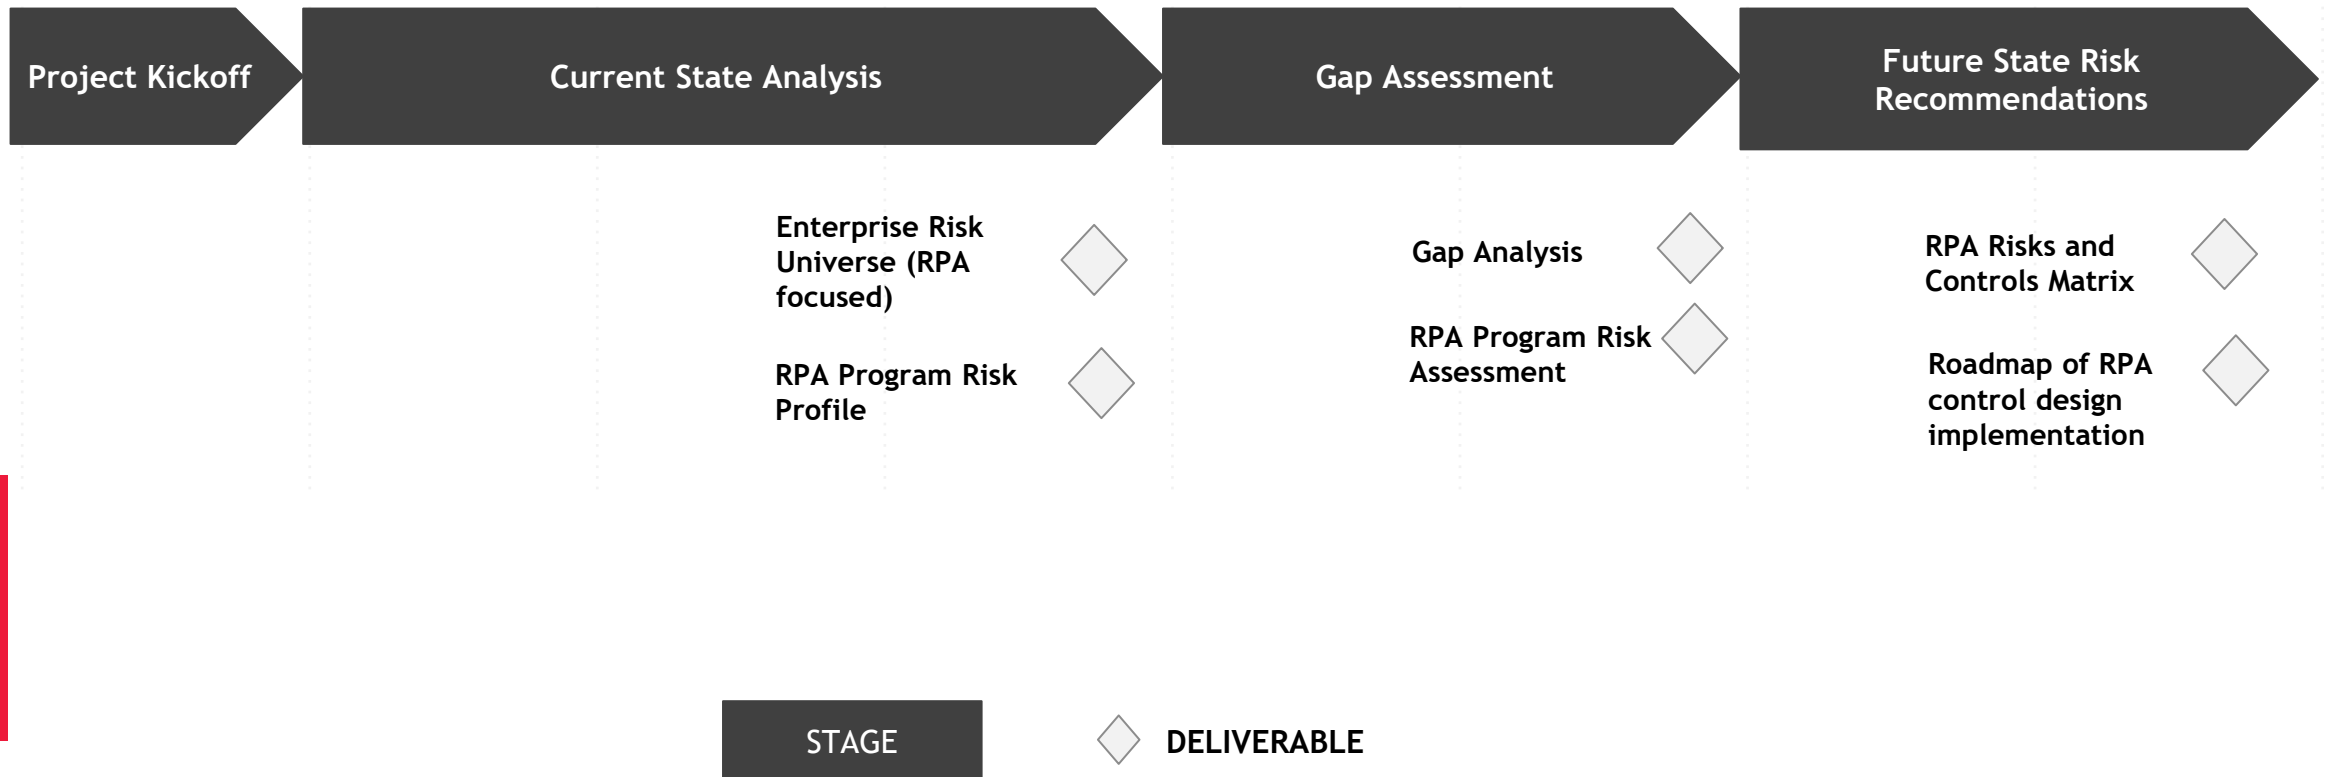 Project Kickoff
Current State Analysis
Gap Assessment
Future State Risk
Recommendations
Enterprise Risk
Universe (RPA
focused)
RPA Program Risk
Profile
Gap Analysis
RPA Program Risk
Assessment
RPA Risks and
Controls Matrix
Roadmap of RPA
control design
implementation
STAGE
DELIVERABLE